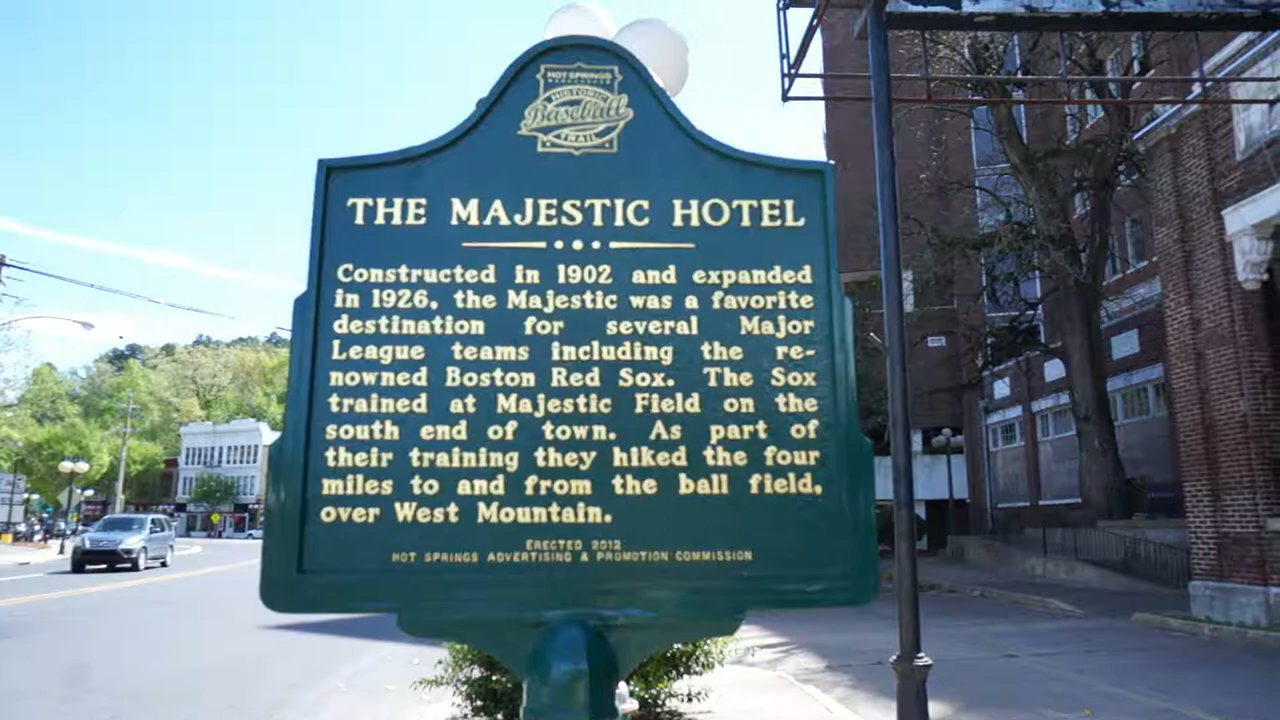 HOT SPRINGS
HISTORIC
Baseball
TRAIL
THE MAJESTIC HOTEL
Constructed in 1902 and expanded
in 1926, the Majestic was a favorite
destination for several Major
League teams including the re-
nowned Boston Red Sox. The Sox
trained at Majestic Field on the
south end of town. As part of
their training they hiked the four
miles to and from the ball field,
over West Mountain.
ERECTED 2012
HOT SPRINGS ADVERTISING & PROMOTION COMMISSION